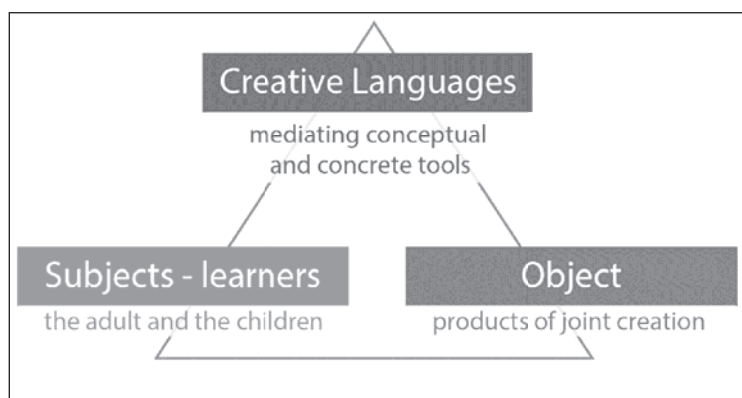 Creative Languages
mediating conceptual
and concrete tools
Subjects - learners
the adult and the children
Object
products of joint creation